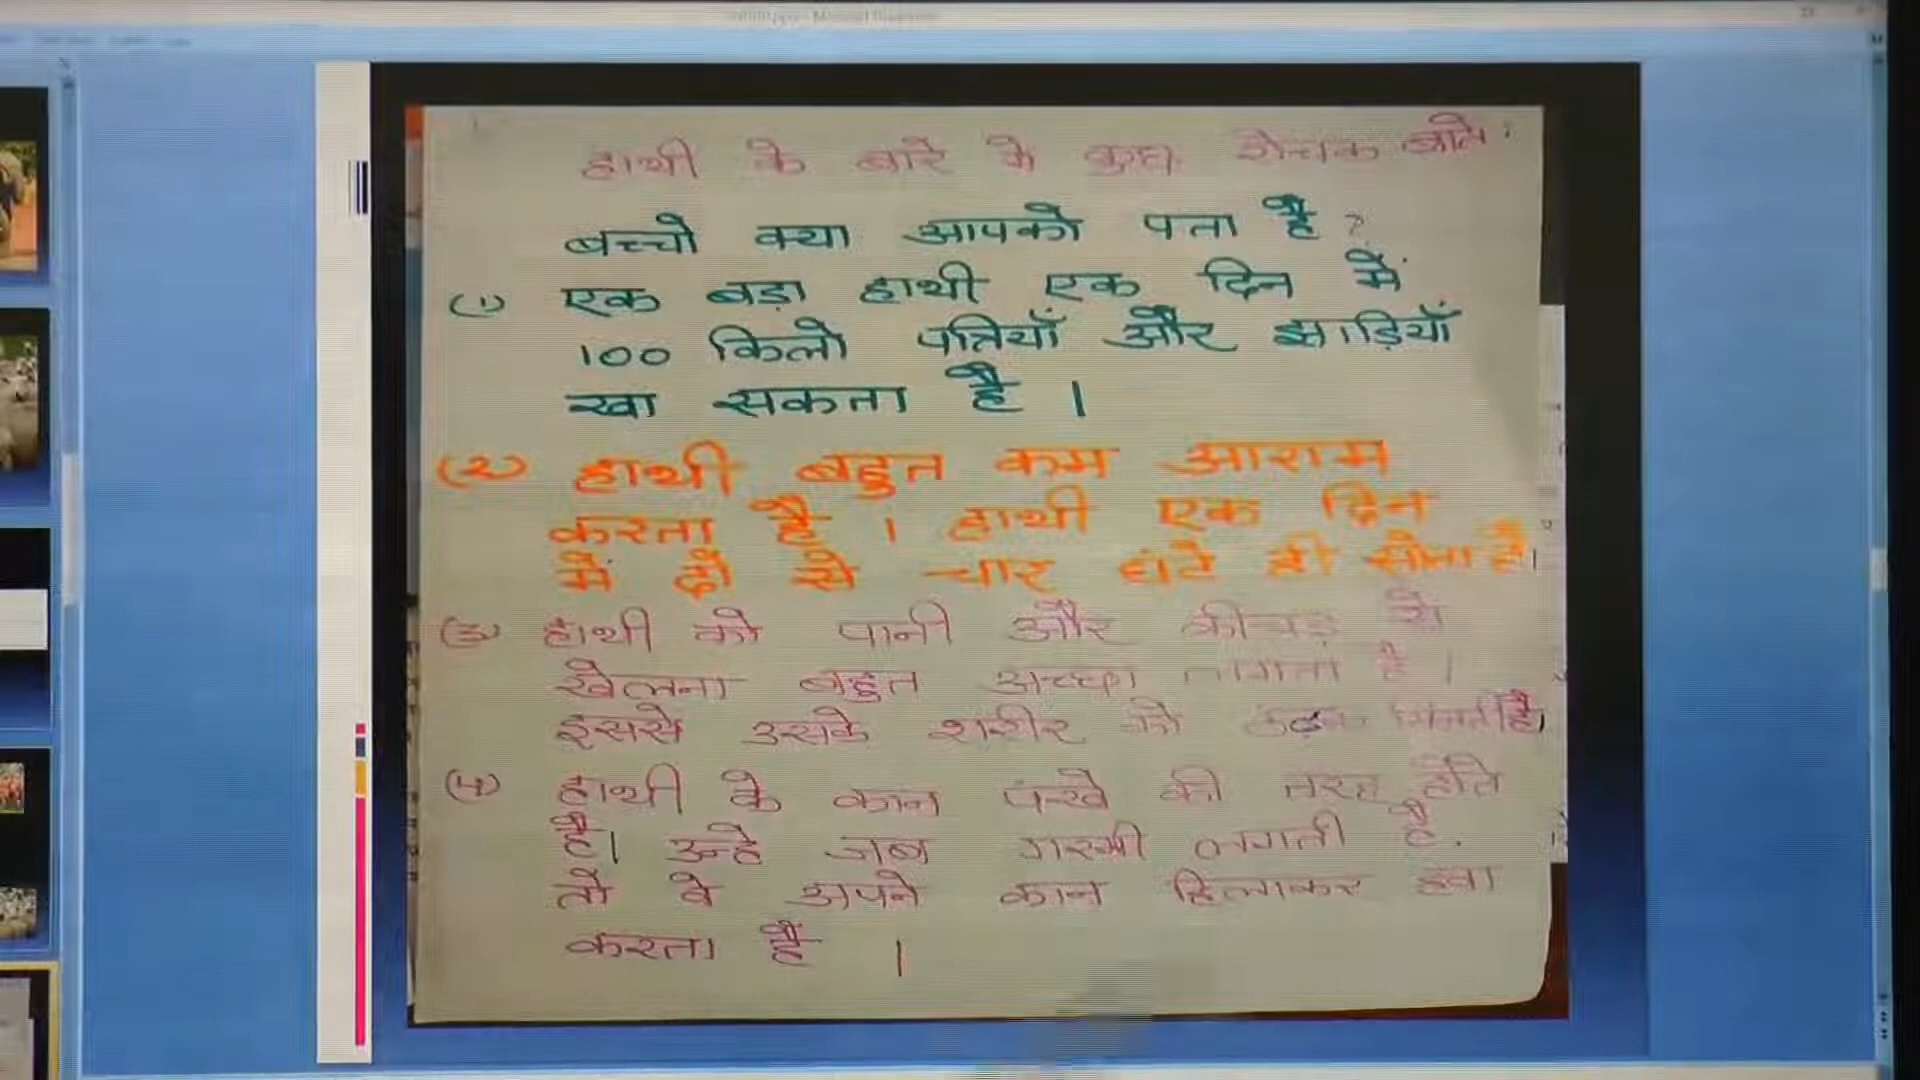 हाथी के बारे में कुछ रोचक बातें :
बच्चो क्या आपको पता है ?
(1) एक बड़ा हाथी एक दिन में
100 किलो पत्तियाँ और झाड़ियाँ
खा सकता है ।
(२) हाथी बहुत कम आराम
करता है । हाथी एक दिन
में दो से चार घंटे ही सोता है।
(3) हाथी को पानी और कीचड़ से
खेलना बहुत अच्छा लगता है ।
इससे उसके शरीर को ठंढक मिलती है।
(4) हाथी के कान पंखे की तरह होते
है। उन्हे जब गरमी लगती है.
तो वे अपने कान हिलाकर हवा
करता है ।